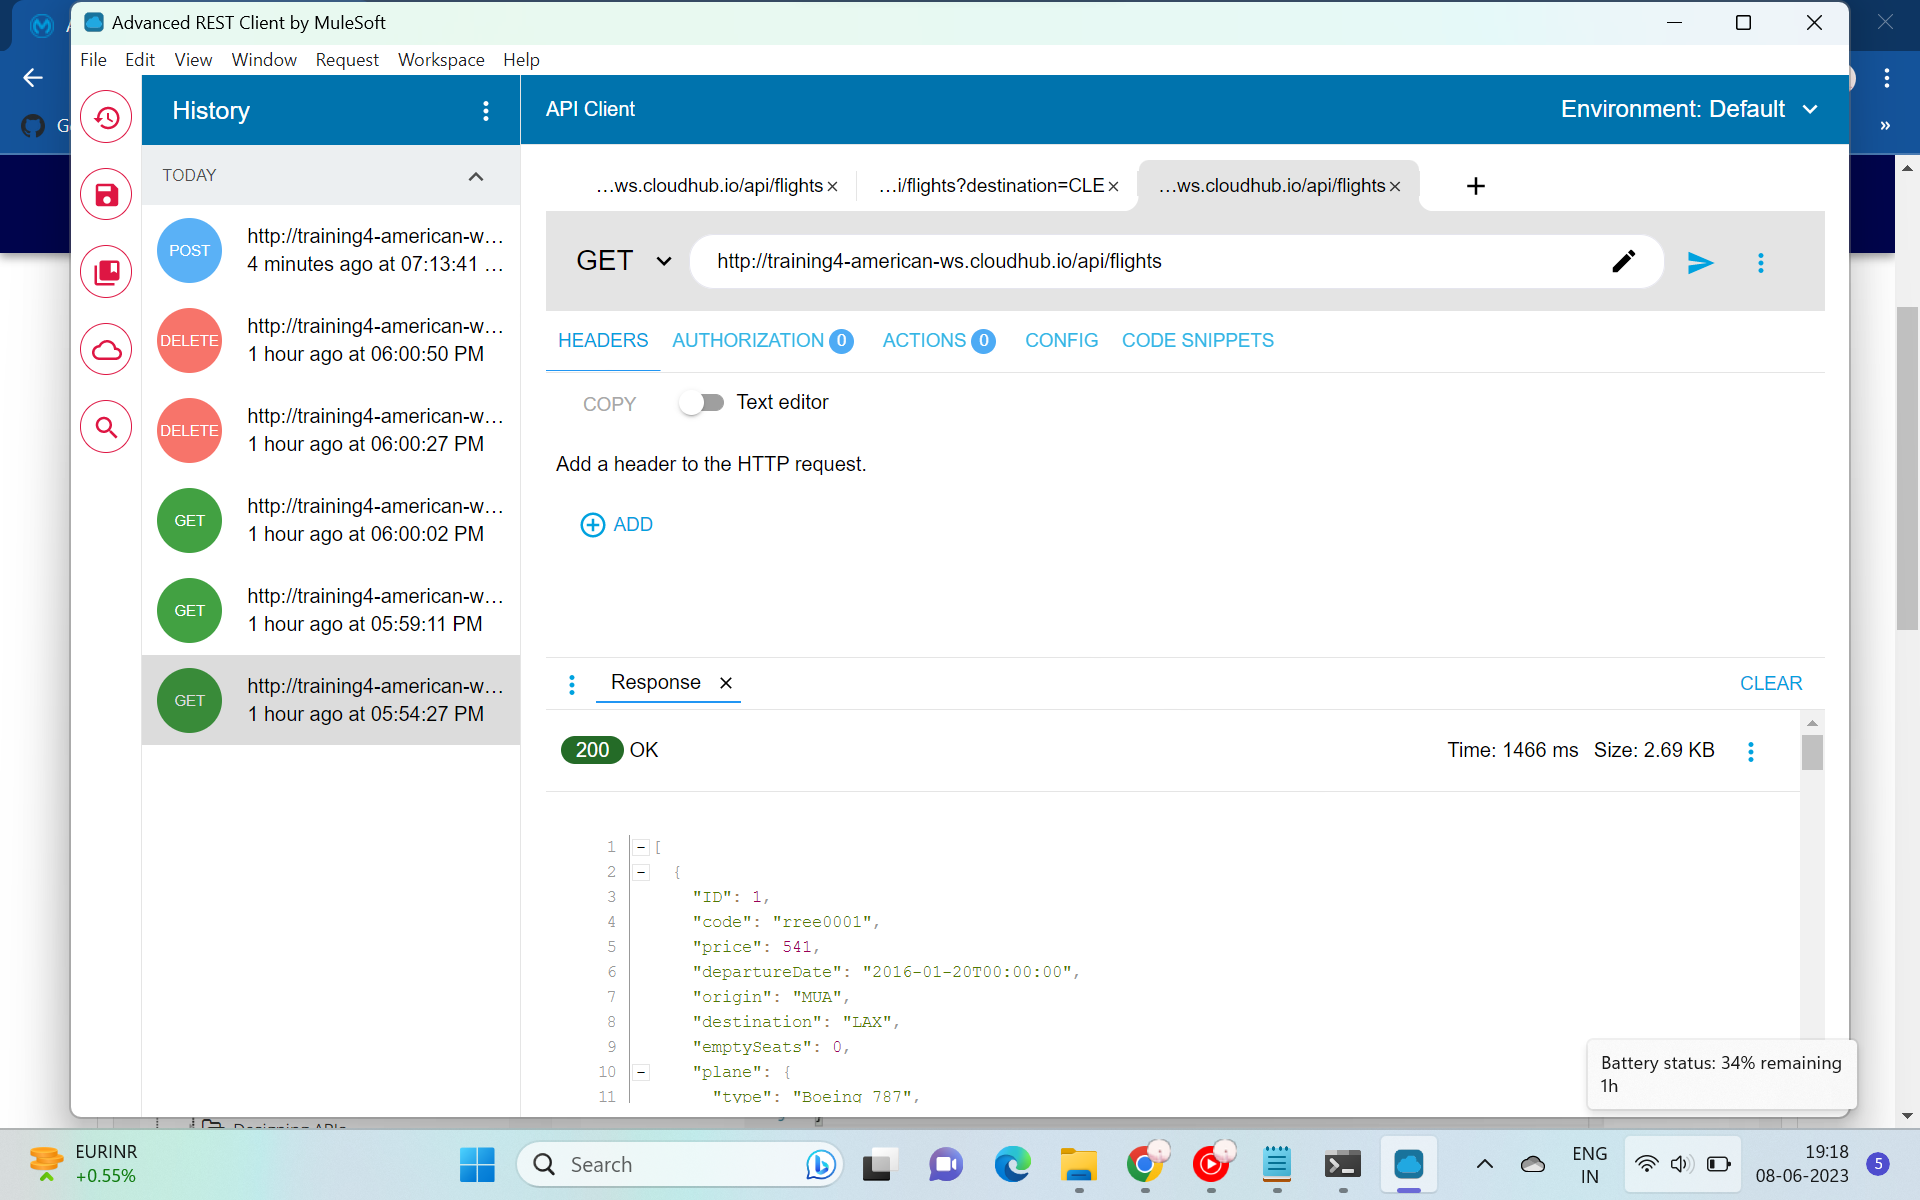 Advanced REST Client by MuleSoft
File Edit View Window Request Workspace Help
History
API Client
Environment: Default
TODAY
…ws.cloudhub.io/api/flights ×
…i/flights?destination=CLE ×
…ws.cloudhub.io/api/flights ×
+
GET
http://training4-american-ws.cloudhub.io/api/flights
POST
http://training4-american-w…
4 minutes ago at 07:13:41 …
DELETE
http://training4-american-w…
1 hour ago at 06:00:50 PM
DELETE
http://training4-american-w…
1 hour ago at 06:00:27 PM
GET
http://training4-american-w…
1 hour ago at 06:00:02 PM
GET
http://training4-american-w…
1 hour ago at 05:59:11 PM
GET
http://training4-american-w…
1 hour ago at 05:54:27 PM
HEADERS AUTHORIZATION 0 ACTIONS 0 CONFIG CODE SNIPPETS
COPY Text editor
Add a header to the HTTP request.
ADD
Response
CLEAR
200 OK
Time: 1466 ms Size: 2.69 KB
1 [
2 {
3 "ID": 1,
4 "code": "rree0001",
5 "price": 541,
6 "departureDate": "2016-01-20T00:00:00",
7 "origin": "MUA",
8 "destination": "LAX",
9 "emptySeats": 0,
10 "plane": {
11 "type": "Boeing 787",
Battery status: 34% remaining
1h
EURINR
+0.55%
Search
ENG
IN
19:18
08-06-2023
5